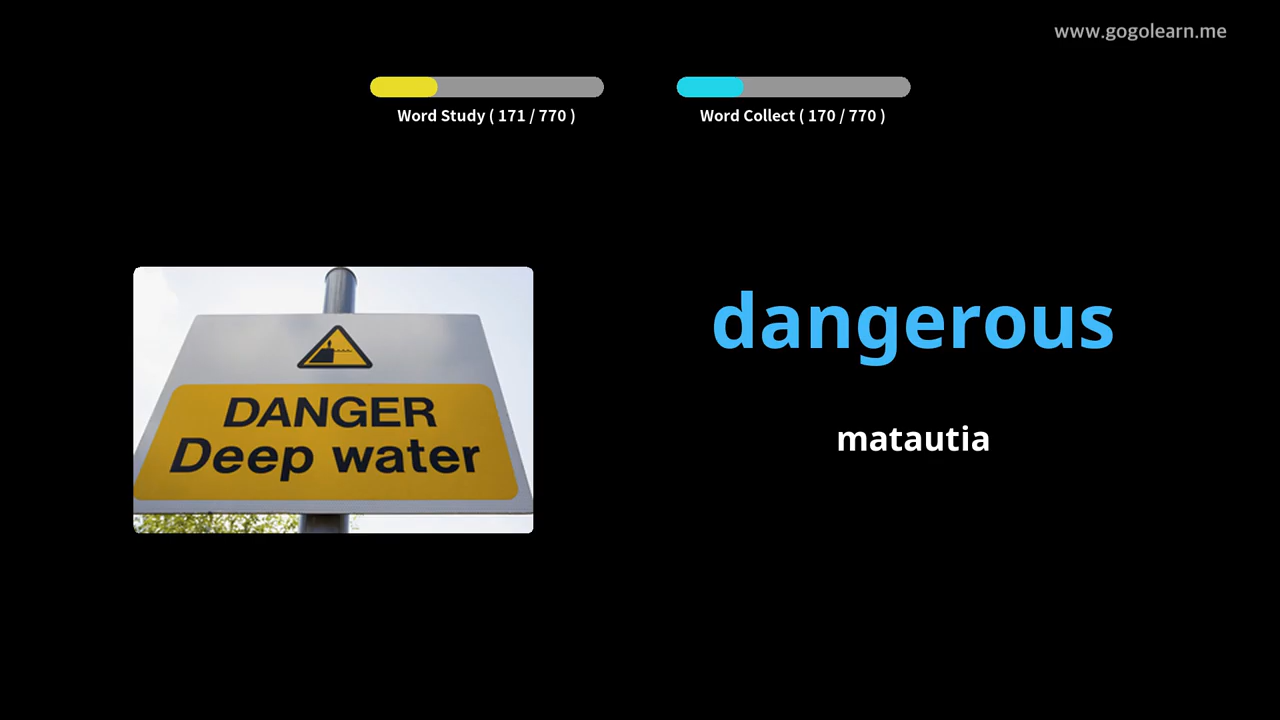 www.gogolearn.me
Word Study ( 171 / 770 )
Word Collect ( 170 / 770 )
DANGER
Deep water
dangerous
matautia